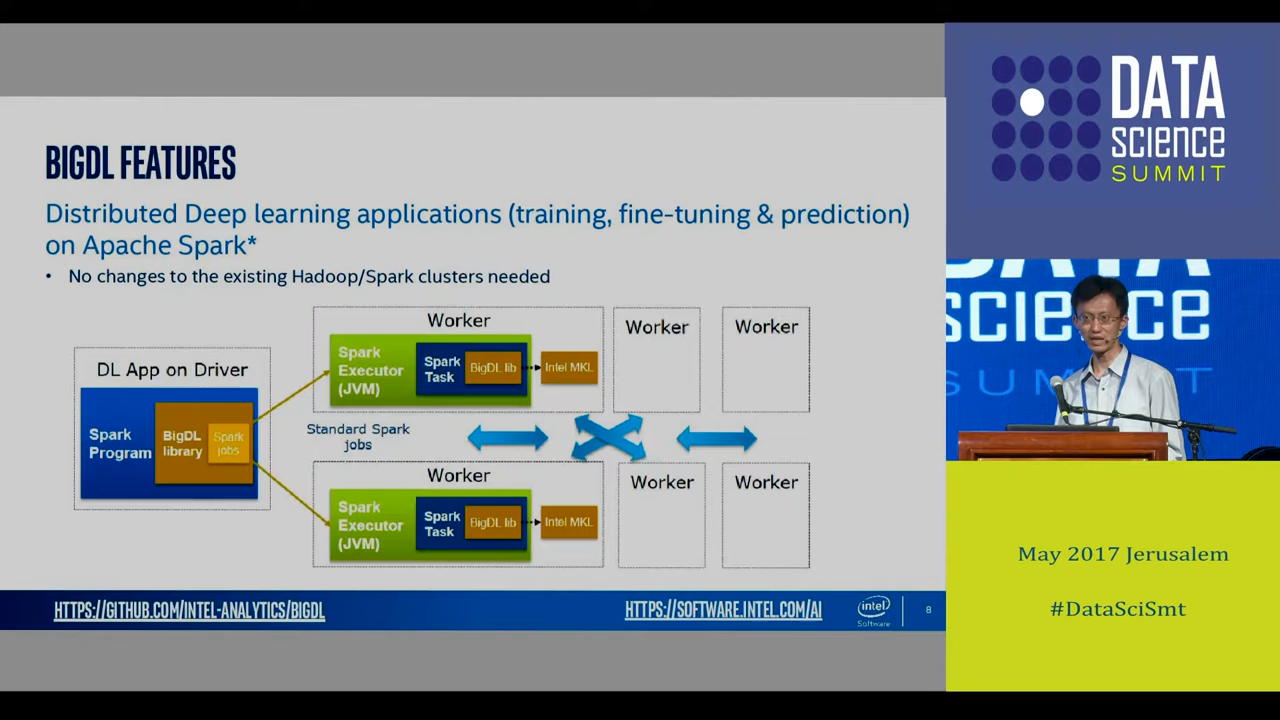 BIGDL FEATURES
Distributed Deep learning applications (training, fine-tuning & prediction)
on Apache Spark*
• No changes to the existing Hadoop/Spark clusters needed
DL App on Driver
Spark
Program
BigDL
library
Spark
jobs
Standard Spark
jobs
Worker
Spark
Executor
(JVM)
Spark
Task
BigDL lib
Intel MKL
Worker
Worker
Worker
Spark
Executor
(JVM)
Spark
Task
BigDL lib
Intel MKL
Worker
Worker
HTTPS://GITHUB.COM/INTEL-ANALYTICS/BIGDL
HTTPS://SOFTWARE.INTEL.COM/AI
intel
Software
8
DATA
science
SUMMIT
DATA
science
SUMMIT
May 2017 Jerusalem
#DataSciSmt